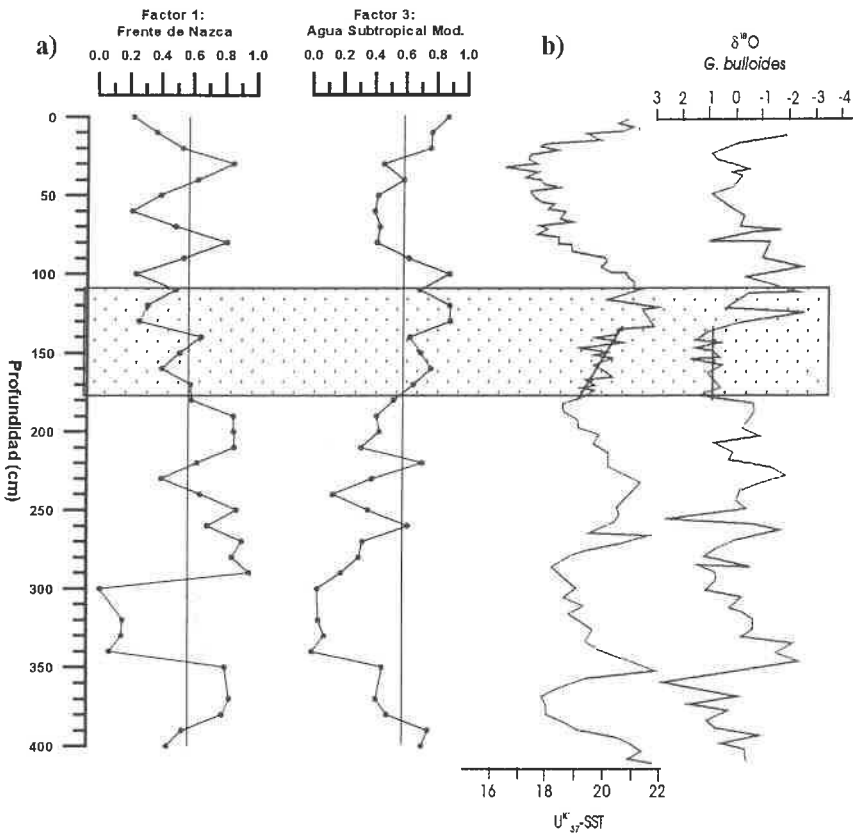 a)
Factor 1:
Frente de Nazca
0.0 0.2 0.4 0.6 0.8 1.0
Factor 3:
Agua Subtropical Mod.
0.0 0.2 0.4 0.6 0.8 1.0
b)
δ¹⁸O
G. bulloides
3 2 1 0 -1 -2 -3 -4
Profundidad (cm)
0
50
100
150
200
250
300
350
400
16 18 20 22
Uᴷ'₃₇-SST